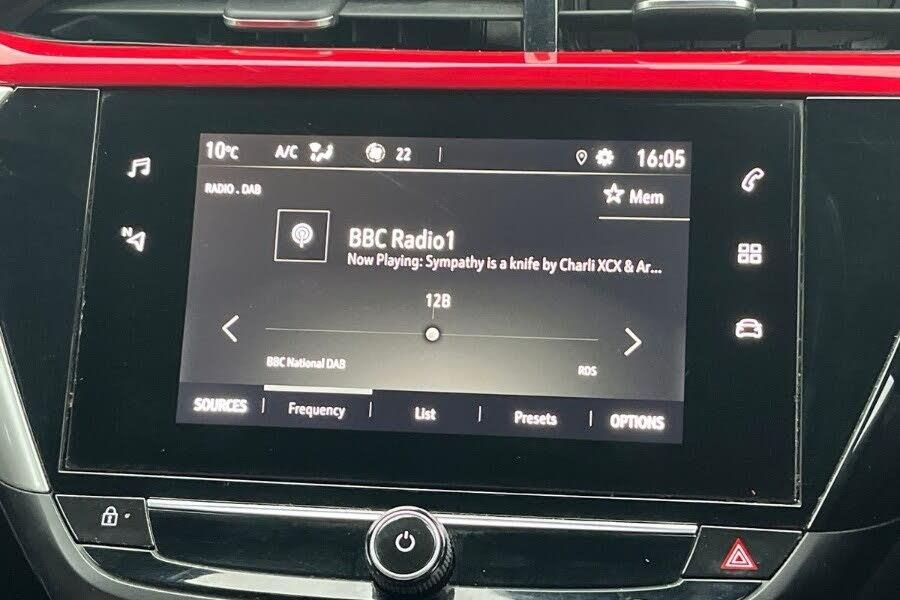 10°C A/C 22 16:05
RADIO . DAB
Mem
BBC Radio1
Now Playing: Sympathy is a knife by Charli XCX & Ar...
12B
BBC National DAB
RDS
SOURCES | Frequency | List | Presets | OPTIONS
N